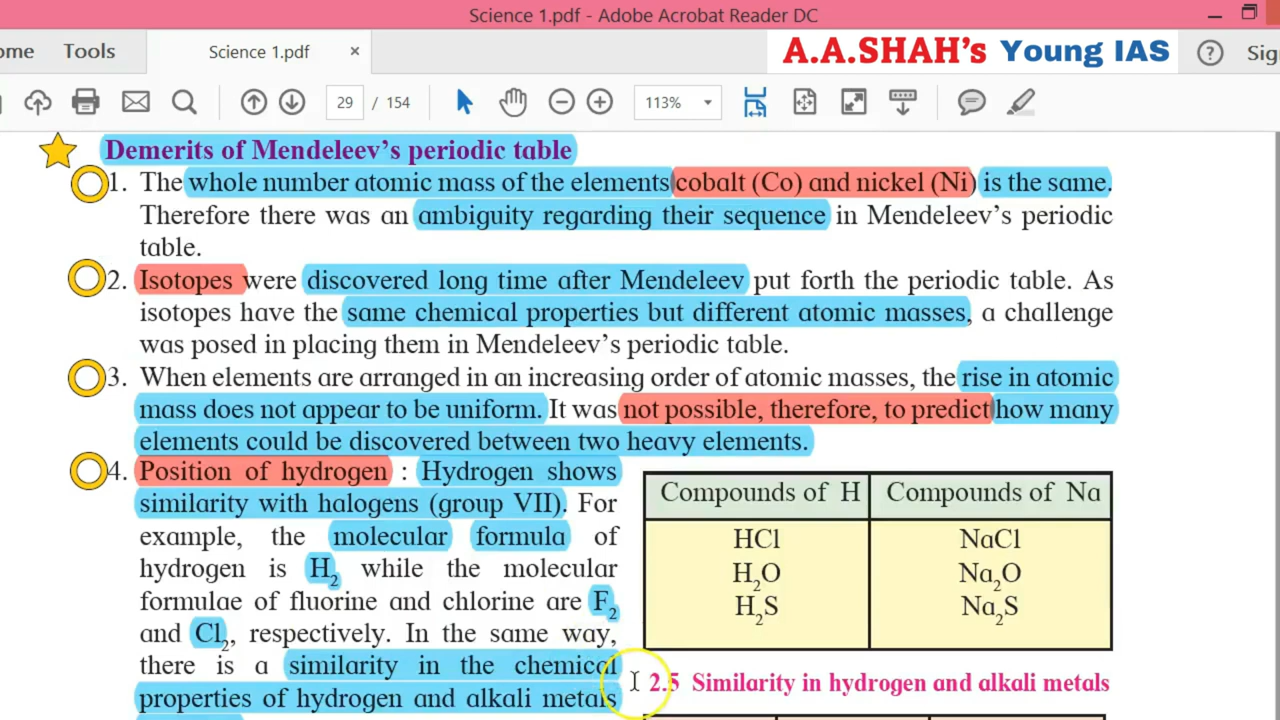 Science 1.pdf - Adobe Acrobat Reader DC
ome Tools Science 1.pdf × A.A.SHAH's Young IAS ? Sig
29 / 154 113%
Demerits of Mendeleev's periodic table
1. The whole number atomic mass of the elements cobalt (Co) and nickel (Ni) is the same.
Therefore there was an ambiguity regarding their sequence in Mendeleev's periodic
table.
2. Isotopes were discovered long time after Mendeleev put forth the periodic table. As
isotopes have the same chemical properties but different atomic masses, a challenge
was posed in placing them in Mendeleev's periodic table.
3. When elements are arranged in an increasing order of atomic masses, the rise in atomic
mass does not appear to be uniform. It was not possible, therefore, to predict how many
elements could be discovered between two heavy elements.
4. Position of hydrogen : Hydrogen shows
similarity with halogens (group VII). For
example, the molecular formula of
hydrogen is H₂ while the molecular
formulae of fluorine and chlorine are F₂
and Cl₂, respectively. In the same way,
there is a similarity in the chemical
properties of hydrogen and alkali metals
Compounds of H Compounds of Na
HCl NaCl
H₂O Na₂O
H₂S Na₂S
2.5 Similarity in hydrogen and alkali metals